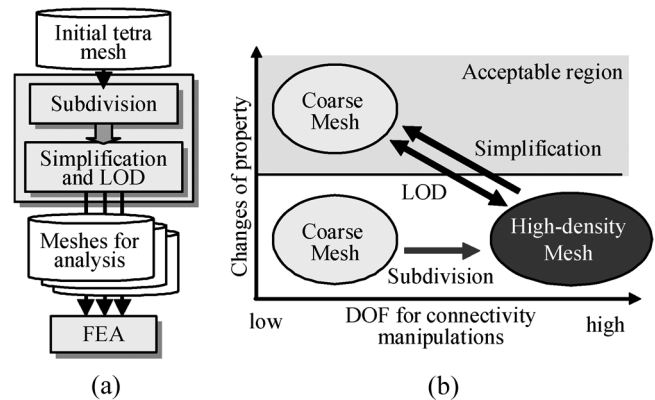 Initial tetra
mesh
Subdivision
Simplification
and LOD
Meshes for
analysis
FEA
(a)
Changes of property
Acceptable region
Coarse
Mesh
Simplification
LOD
Coarse
Mesh
High-density
Mesh
Subdivision
low
DOF for connectivity
manipulations
high
(b)